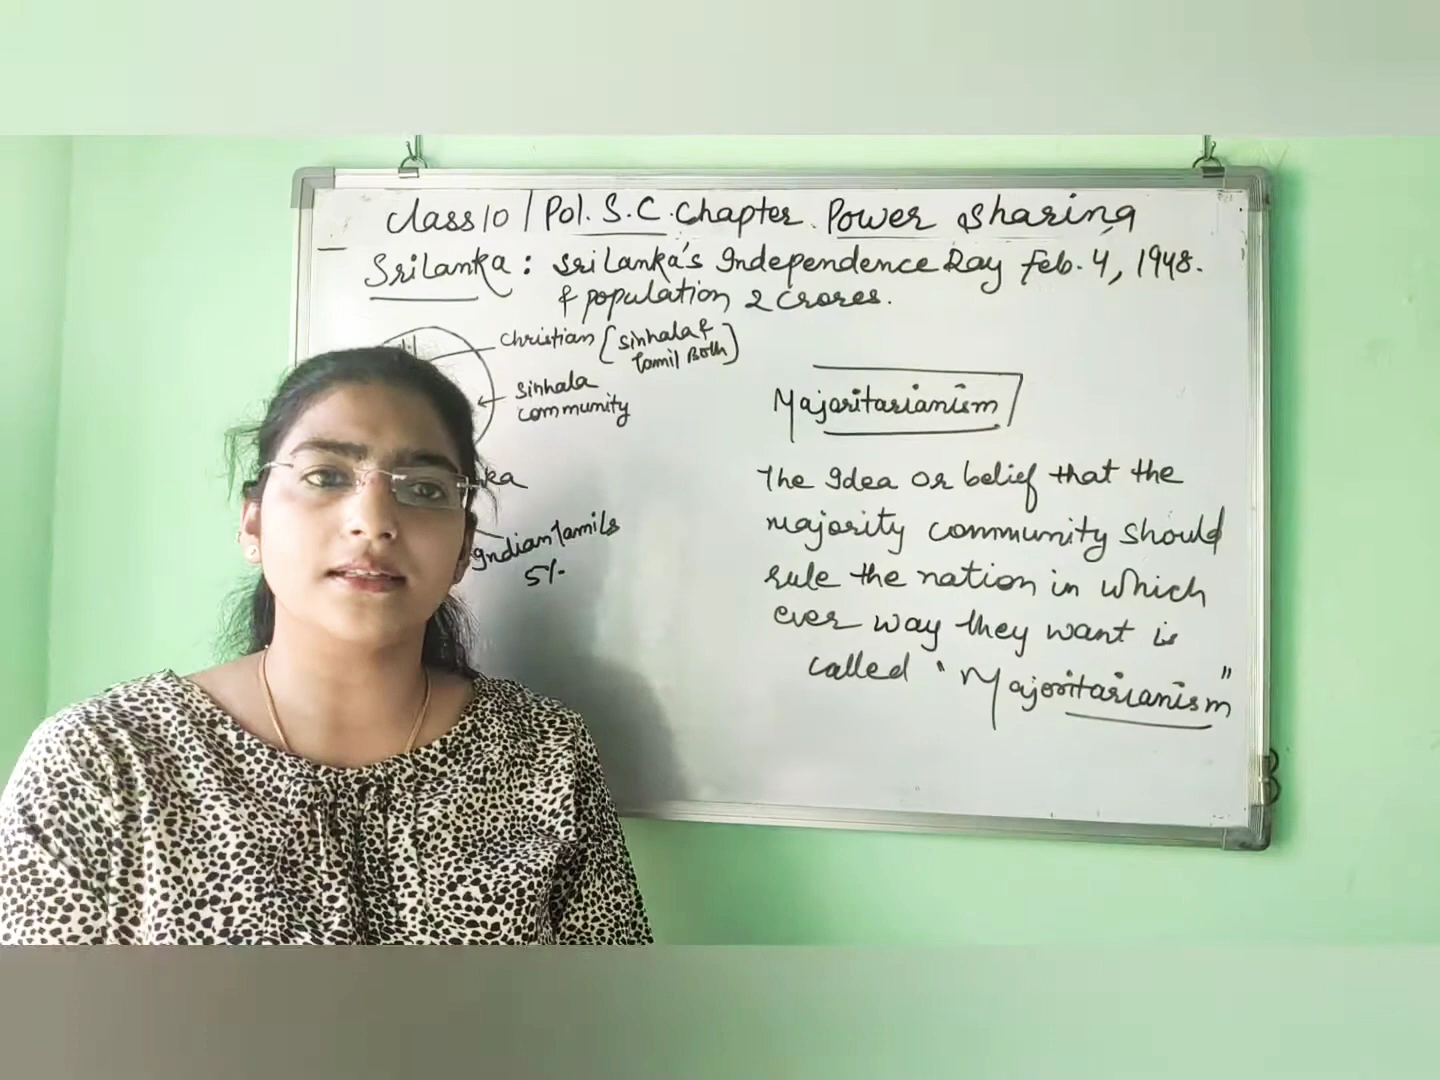 Class 10 / Pol. S.C. Chapter. Power Sharing
SriLanka : SriLanka's Independence Day Feb. 4, 1948.
& population 2 crores.
Christian [Sinhala &
Tamil Both]
Sinhala
community
ka
Indian Tamils
5%
Majoritarianism
The Idea or belief that the
majority community should
rule the nation in which
ever way they want is
called "Majoritarianism"